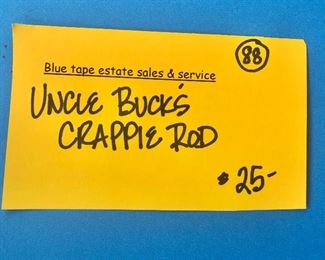 88
Blue tape estate sales & service
UNCLE BUCK'S
CRAPPIE ROD
$25-